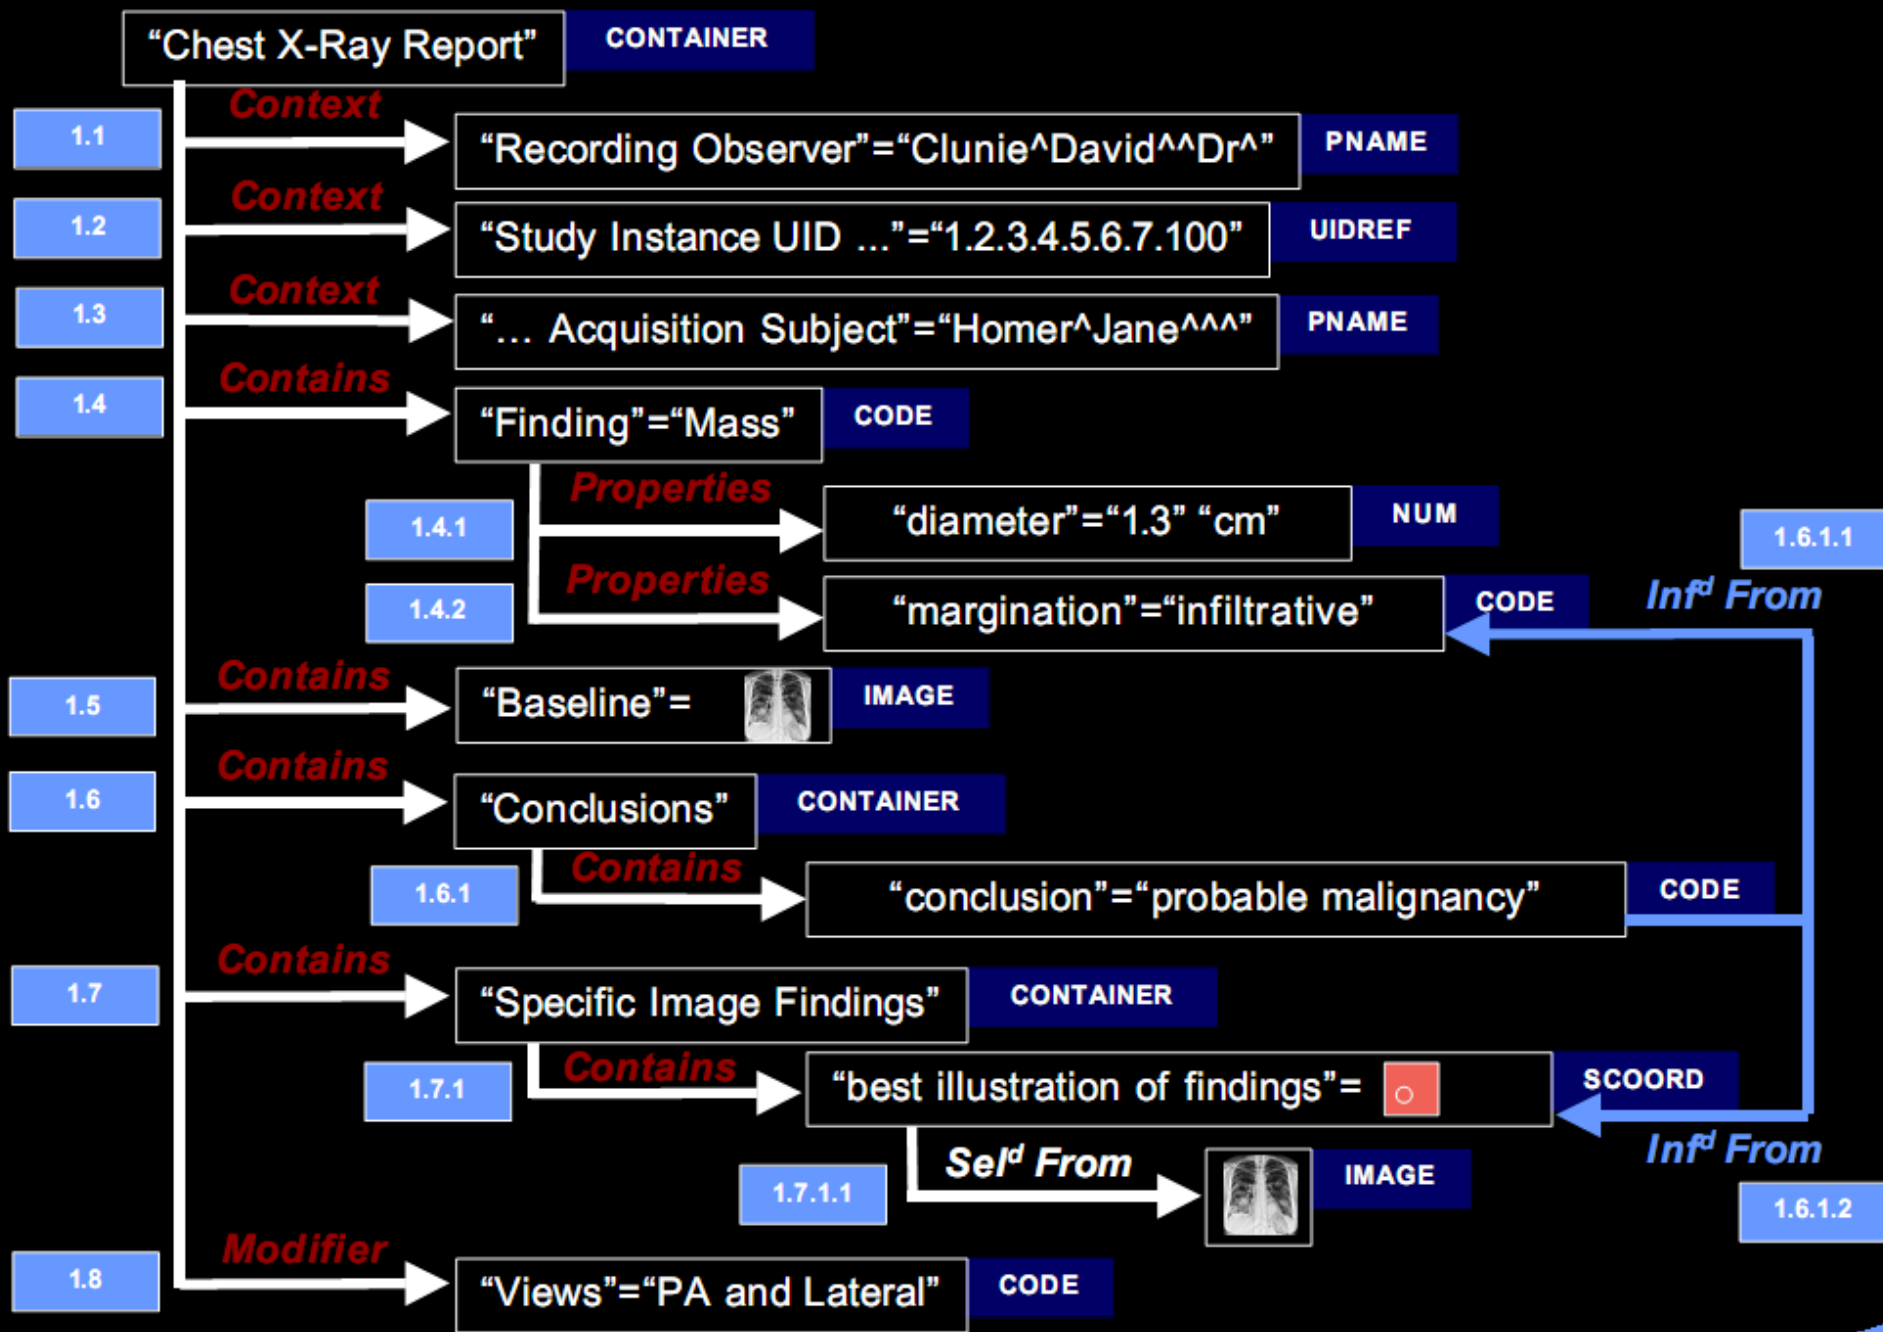 “Chest X-Ray Report” CONTAINER
Context
1.1 “Recording Observer”=“Clunie^David^^Dr^” PNAME
Context
1.2 “Study Instance UID ...”=“1.2.3.4.5.6.7.100” UIDREF
Context
1.3 “... Acquisition Subject”=“Homer^Jane^^^” PNAME
Contains
1.4 “Finding”=“Mass” CODE
Properties
1.4.1 “diameter”=“1.3” “cm” NUM
1.6.1.1
Properties
1.4.2 “margination”=“infiltrative” CODE
Infd From
Contains
1.5 “Baseline”= IMAGE
Contains
1.6 “Conclusions” CONTAINER
Contains
1.6.1 “conclusion”=“probable malignancy” CODE
Contains
1.7 “Specific Image Findings” CONTAINER
Contains
1.7.1 “best illustration of findings”= SCOORD
Infd From
Seld From
1.7.1.1 IMAGE
1.6.1.2
Modifier
1.8 “Views”=“PA and Lateral” CODE